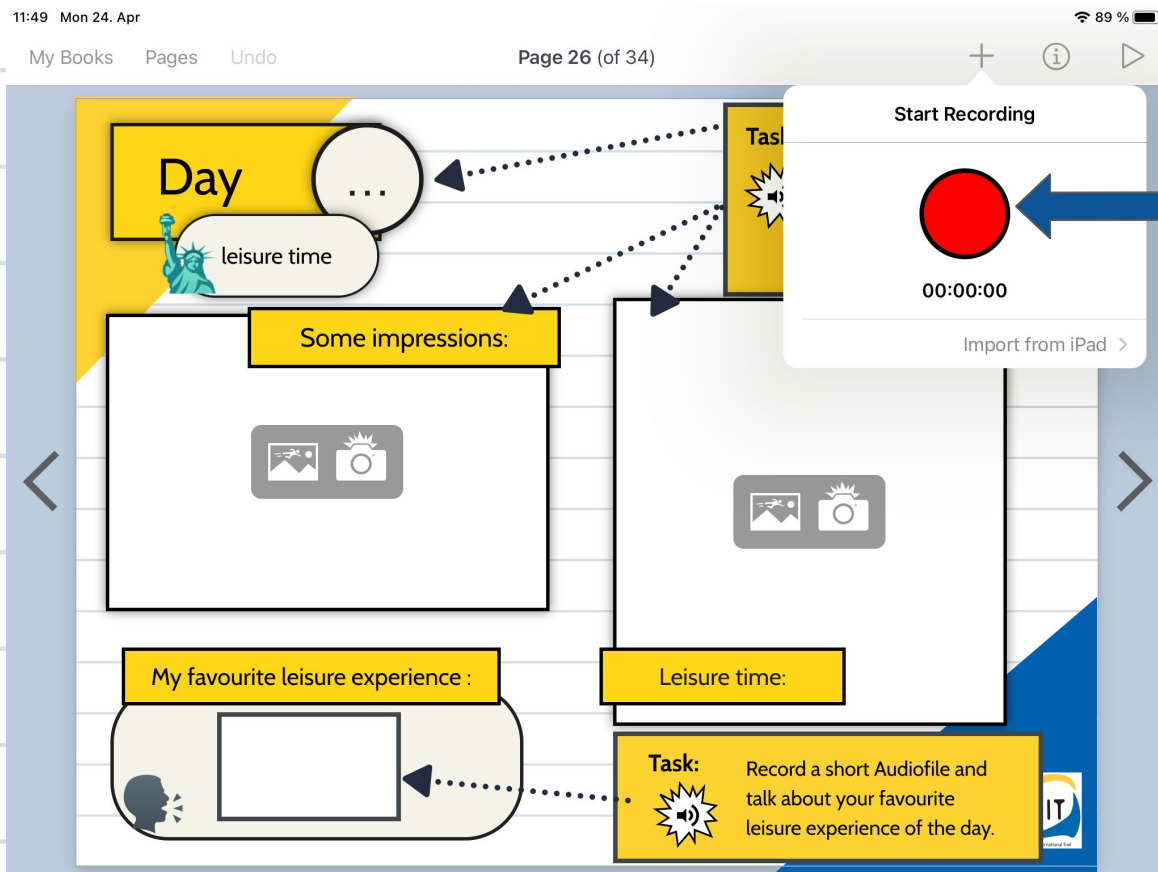 11:49 Mon 24. Apr
89 %
My Books Pages Undo
Page 26 (of 34)
Start Recording
00:00:00
Import from iPad
Day
...
leisure time
Some impressions:
My favourite leisure experience :
Leisure time:
Task:
Record a short Audiofile and
talk about your favourite
leisure experience of the day.
IT